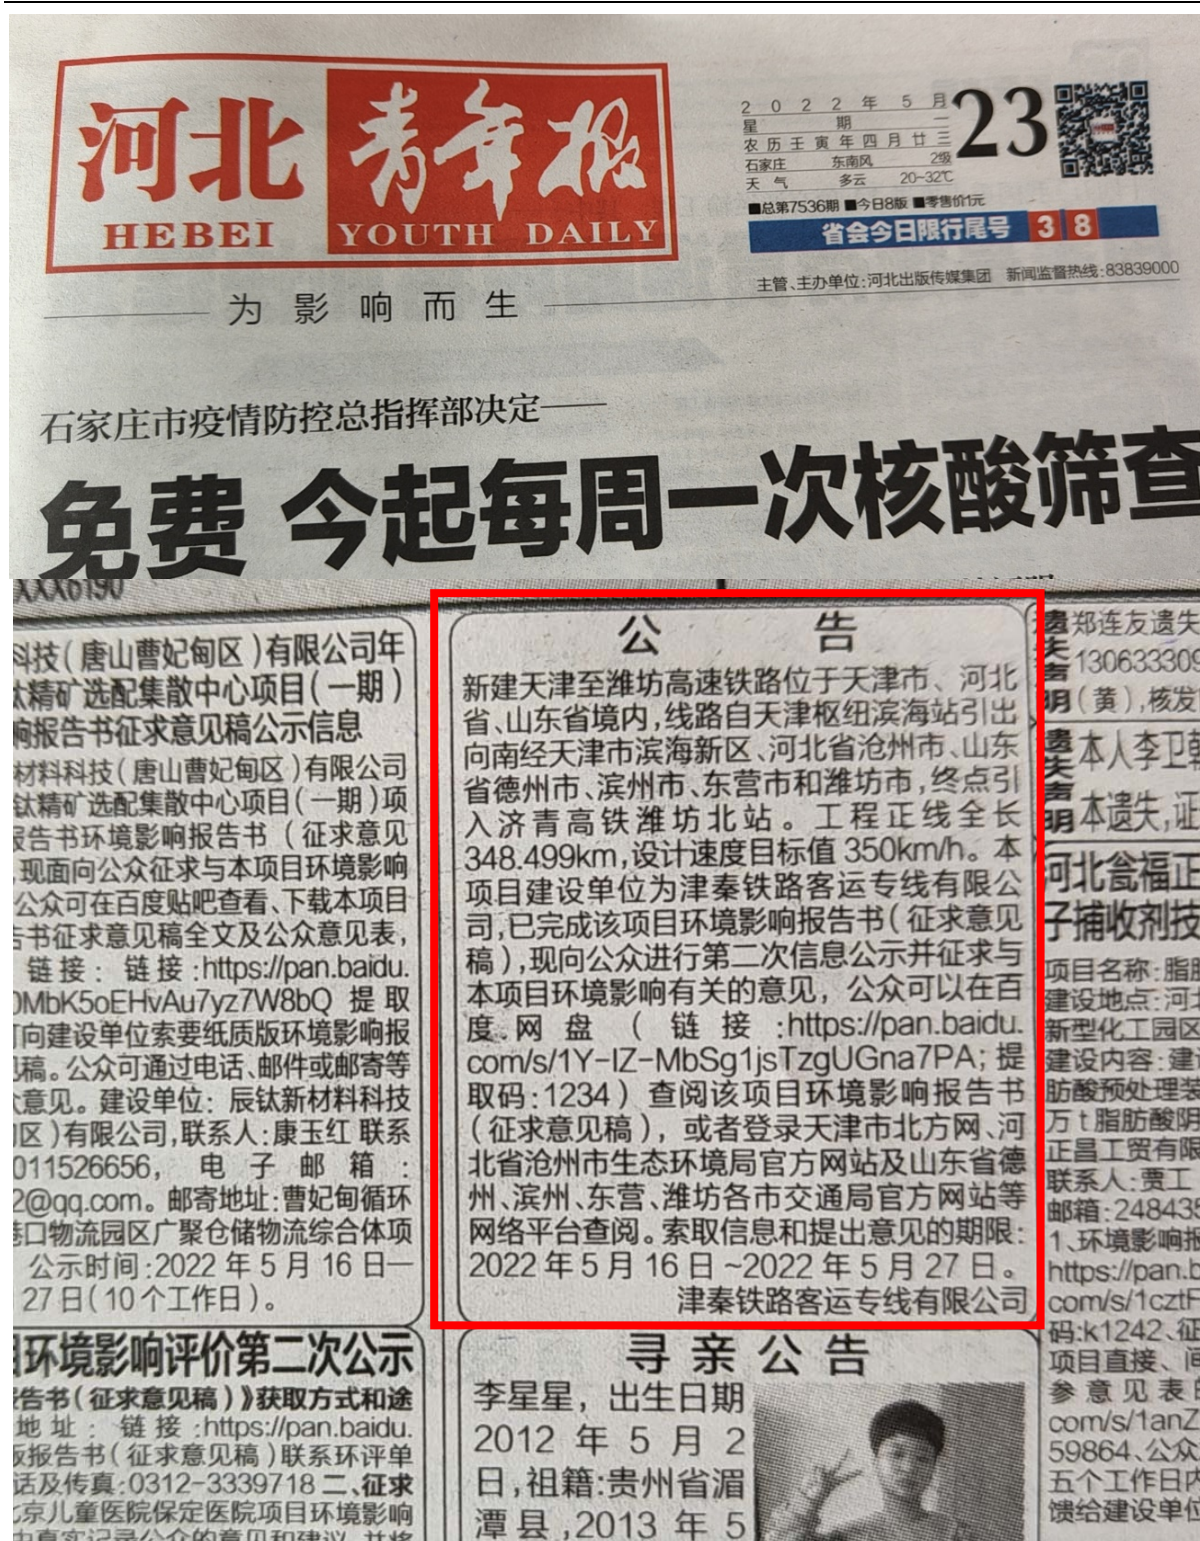 河北青年报
HEBEI YOUTH DAILY
为影响而生
2022年5月
星期一
农历壬寅年四月廿三
23
石家庄 东南风 2级
天气 多云 20~32℃
■总第7536期 ■今日8版 ■零售价1元
省会今日限行尾号 3 8
主管、主办单位:河北出版传媒集团 新闻监督热线:83839000
石家庄市疫情防控总指挥部决定——
免费 今起每周一次核酸筛查
XXX6190
科技(唐山曹妃甸区)有限公司年
钛精矿选配集散中心项目(一期)
响报告书征求意见稿公示信息
材料科技(唐山曹妃甸区)有限公司
钛精矿选配集散中心项目(一期)项
报告书环境影响报告书(征求意见
,现面向公众征求与本项目环境影响
公众可在百度贴吧查看、下载本项目
告书征求意见稿全文及公众意见表,
链接:链接:https://pan.baidu.
0MbK5oEHvAu7yz7W8bQ 提取
可向建设单位索要纸质版环境影响报
见稿。公众可通过电话、邮件或邮寄等
众意见。建设单位:辰钛新材料科技
甸区)有限公司,联系人:康玉红 联系
011526656,电子邮箱:
2@qq.com。邮寄地址:曹妃甸循环
港口物流园区广聚仓储物流综合体项
公示时间:2022年5月16日—
27日(10个工作日)。
目环境影响评价第二次公示
报告书(征求意见稿)》获取方式和途
地址:链接:https://pan.baidu.
版报告书(征求意见稿)联系环评单
话及传真:0312-3339718 二、征求
北京儿童医院保定医院项目环境影响
公告
新建天津至潍坊高速铁路位于天津市、河北
省、山东省境内,线路自天津枢纽滨海站引出
向南经天津市滨海新区、河北省沧州市、山东
省德州市、滨州市、东营市和潍坊市,终点引
入济青高铁潍坊北站。工程正线全长
348.499km,设计速度目标值350km/h。本
项目建设单位为津秦铁路客运专线有限公
司,已完成该项目环境影响报告书(征求意见
稿),现向公众进行第二次信息公示并征求与
本项目环境影响有关的意见,公众可以在百
度网盘(链接:https://pan.baidu.
com/s/1Y-IZ-MbSg1jsTzgUGna7PA;提
取码:1234)查阅该项目环境影响报告书
(征求意见稿),或者登录天津市北方网、河
北省沧州市生态环境局官方网站及山东省德
州、滨州、东营、潍坊各市交通局官方网站等
网络平台查阅。索取信息和提出意见的期限:
2022年5月16日~2022年5月27日。
津秦铁路客运专线有限公司
寻亲公告
李星星,出生日期
2012年5月2
日,祖籍:贵州省湄
潭县,2013年5
遗失声明
郑连友遗失
130633309
(黄),核发
遗失声明
本人李卫
本遗失,证
河北瓮福正
子捕收剂技
项目名称:脂肪
建设地点:河北
新型化工园区
建设内容:建设
肪酸预处理装
万t脂肪酸阴
正昌工贸有限
联系人:贾工
邮箱:248435
1、环境影响报
https://pan.b
com/s/1cztF
码:k1242、征
项目直接、间
参意见表的
com/s/1anZ
59864、公众
五个工作日内
馈给建设单位